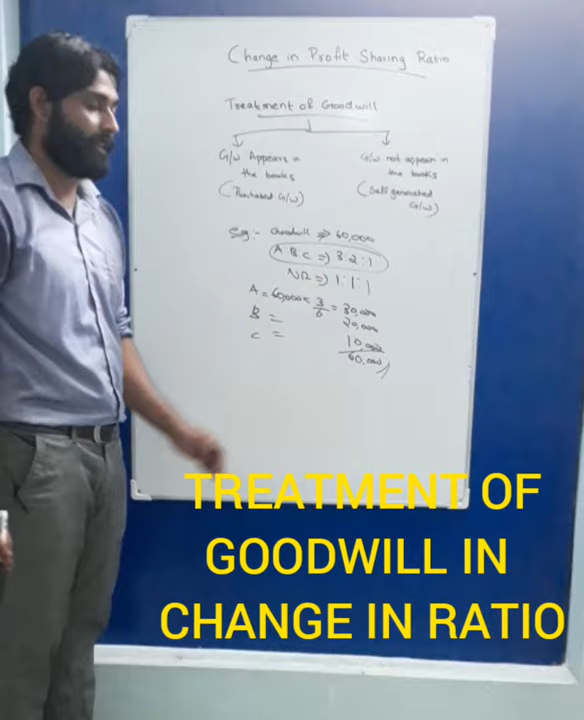 Change in Profit Sharing Ratio
Treatment of Goodwill
G/W Appears in
the books
(Purchased G/W)
G/W not appear in
the books
(Self generated
G/W)
Eg:- Goodwill ⇒ 60,000
A B C ⇒ 3:2:1
NR ⇒ 1:1:1
A = 60,000 × 3/6 = 30,000
B = 20,000
C = 10,000
60,000
TREATMENT OF
GOODWILL IN
CHANGE IN RATIO